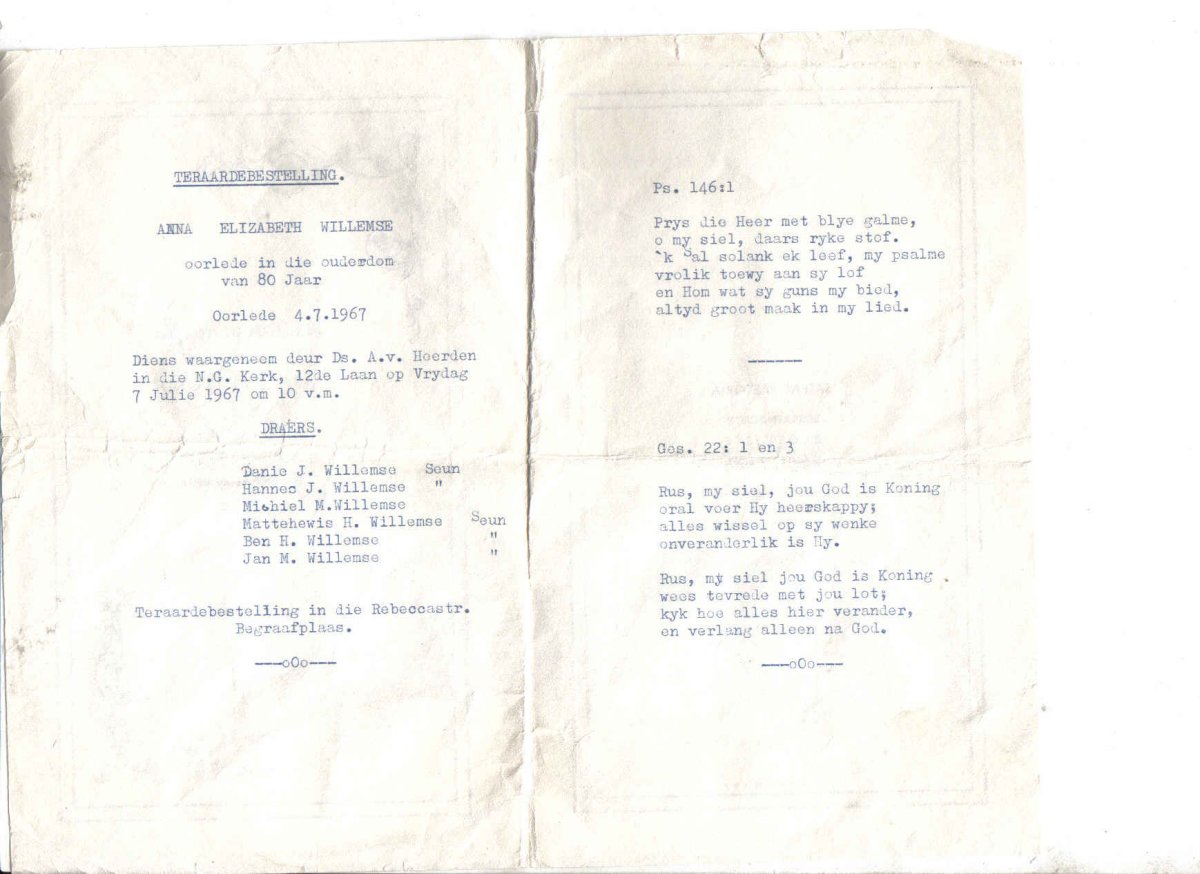 TERAARDEBESTELLING.
ANNA ELIZABETH WILLEMSE
oorlede in die ouderdom
van 80 Jaar
Oorlede 4.7.1967
Diens waargeneem deur Ds. A.v. Heerden
in die N.G. Kerk, 12de Laan op Vrydag
7 Julie 1967 om 10 v.m.
DRAERS.
Danie J. Willemse Seun
Hannes J. Willemse "
Michiel M.Willemse
Mattehewis H. Willemse Seun
Ben H. Willemse "
Jan M. Willemse "
Teraardebestelling in die Rebeccastr.
Begraafplaas.
---oOo---
Ps. 146:1
Prys die Heer met blye galme,
o my siel, daars ryke stof.
`k Sal solank ek leef, my psalme
vrolik toewy aan sy lof
en Hom wat sy guns my bied,
altyd groot maak in my lied.
Ges. 22: 1 en 3
Rus, my siel, jou God is Koning
oral voer Hy heerskappy;
alles wissel op sy wenke
onveranderlik is Hy.
Rus, my siel jou God is Koning
wees tevrede met jou lot;
kyk hoe alles hier verander,
en verlang alleen na God.
---oOo---